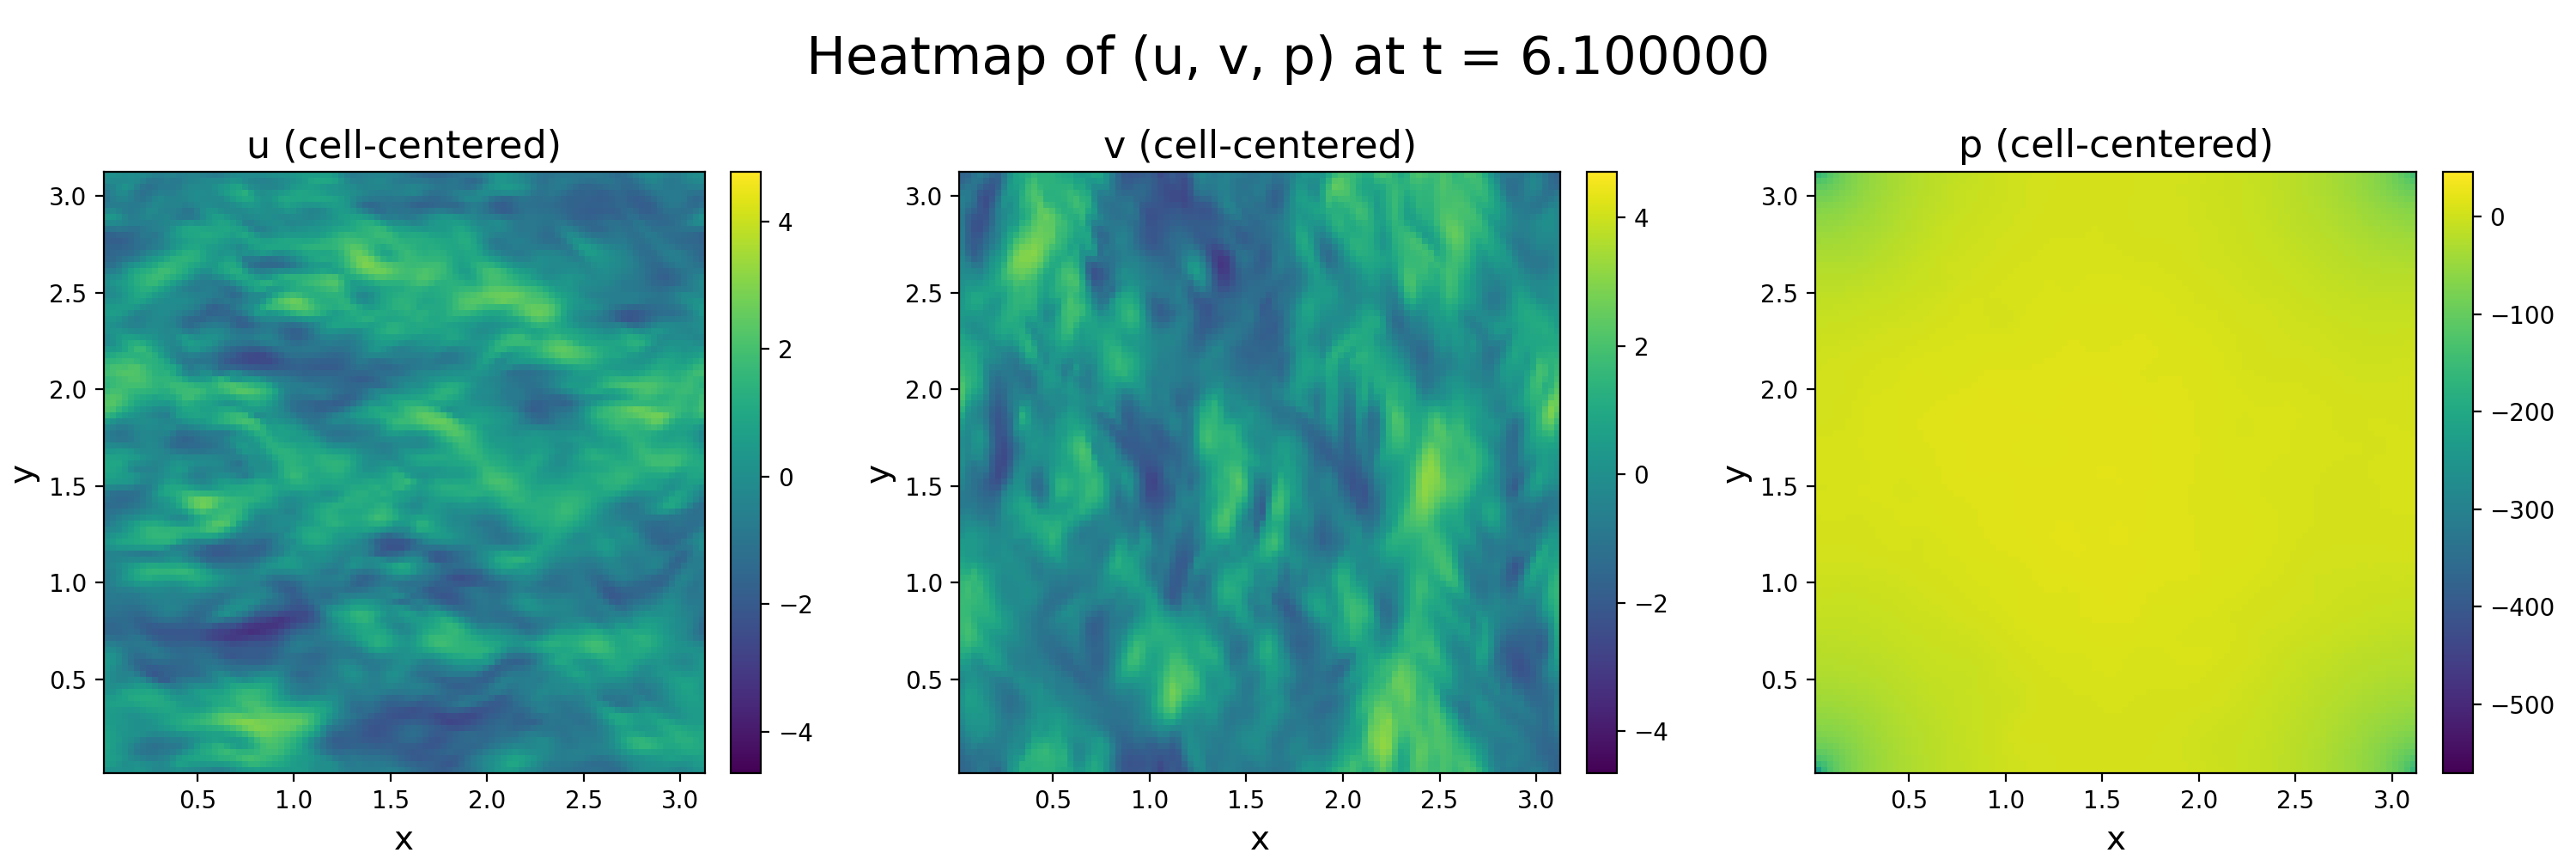 Heatmap of (u, v, p) at t = 6.100000
u (cell-centered)
v (cell-centered)
p (cell-centered)
y
3.0
2.5
2.0
1.5
1.0
0.5
0.5 1.0 1.5 2.0 2.5 3.0
x
4
2
0
−2
−4
y
3.0
2.5
2.0
1.5
1.0
0.5
0.5 1.0 1.5 2.0 2.5 3.0
x
4
2
0
−2
−4
y
3.0
2.5
2.0
1.5
1.0
0.5
0.5 1.0 1.5 2.0 2.5 3.0
x
0
−100
−200
−300
−400
−500